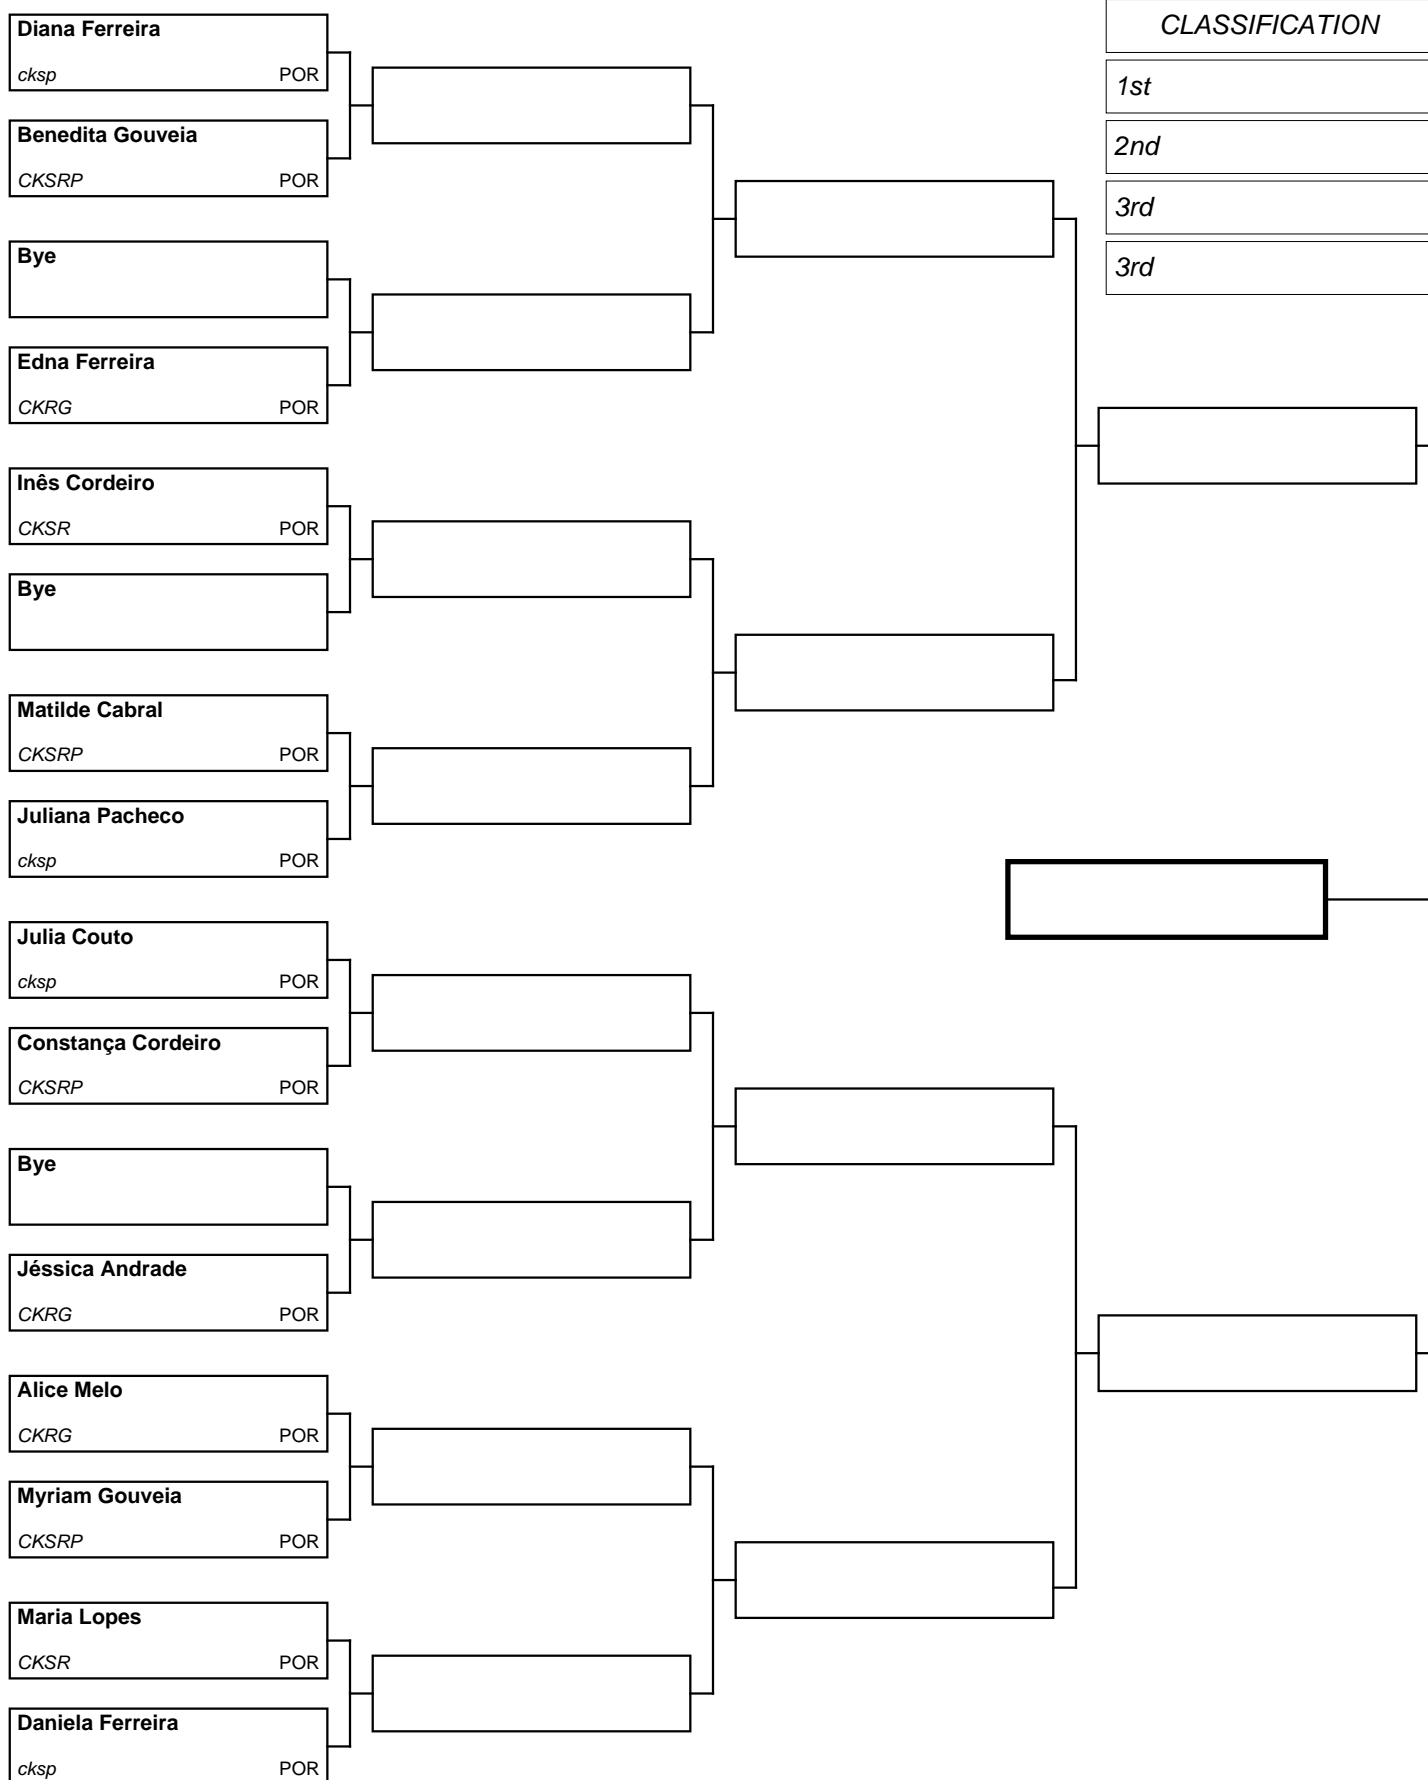 Diana Ferreira
cksp POR
Benedita Gouveia
CKSRP POR
Bye
Edna Ferreira
CKRG POR
Inês Cordeiro
CKSR POR
Bye
Matilde Cabral
CKSRP POR
Juliana Pacheco
cksp POR
Julia Couto
cksp POR
Constança Cordeiro
CKSRP POR
Bye
Jéssica Andrade
CKRG POR
Alice Melo
CKRG POR
Myriam Gouveia
CKSRP POR
Maria Lopes
CKSR POR
Daniela Ferreira
cksp POR
CLASSIFICATION
1st
2nd
3rd
3rd